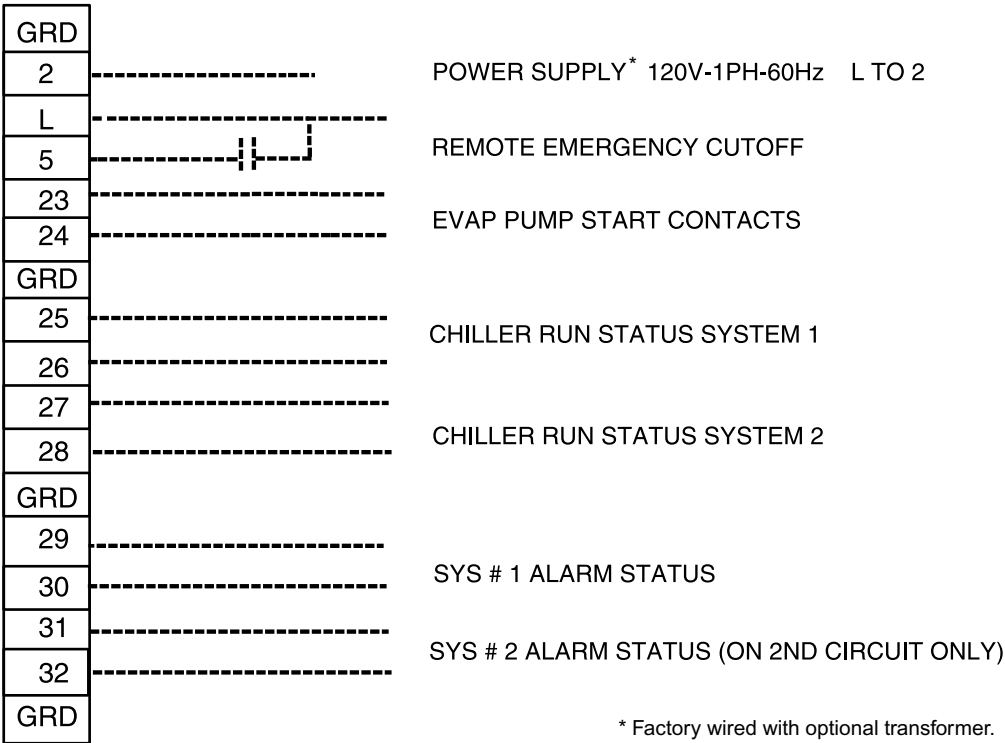 GRD
2 POWER SUPPLY* 120V-1PH-60Hz L TO 2
L
5 REMOTE EMERGENCY CUTOFF
23
24 EVAP PUMP START CONTACTS
GRD
25
CHILLER RUN STATUS SYSTEM 1
26
27
28 CHILLER RUN STATUS SYSTEM 2
GRD
29
30 SYS # 1 ALARM STATUS
31
SYS # 2 ALARM STATUS (ON 2ND CIRCUIT ONLY)
32
GRD
* Factory wired with optional transformer.